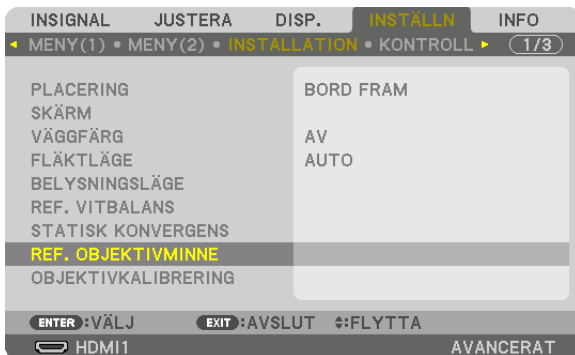 INSIGNAL JUSTERA DISP. INSTÄLLN INFO
MENY(1) • MENY(2) • INSTALLATION • KONTROLL 1/3
PLACERING BORD FRAM
SKÄRM
VÄGGFÄRG AV
FLÄKTLÄGE AUTO
BELYSNINGSLÄGE
REF. VITBALANS
STATISK KONVERGENS
REF. OBJEKTIVMINNE
OBJEKTIVKALIBRERING
ENTER :VÄLJ EXIT :AVSLUT :FLYTTA
HDMI1 AVANCERAT